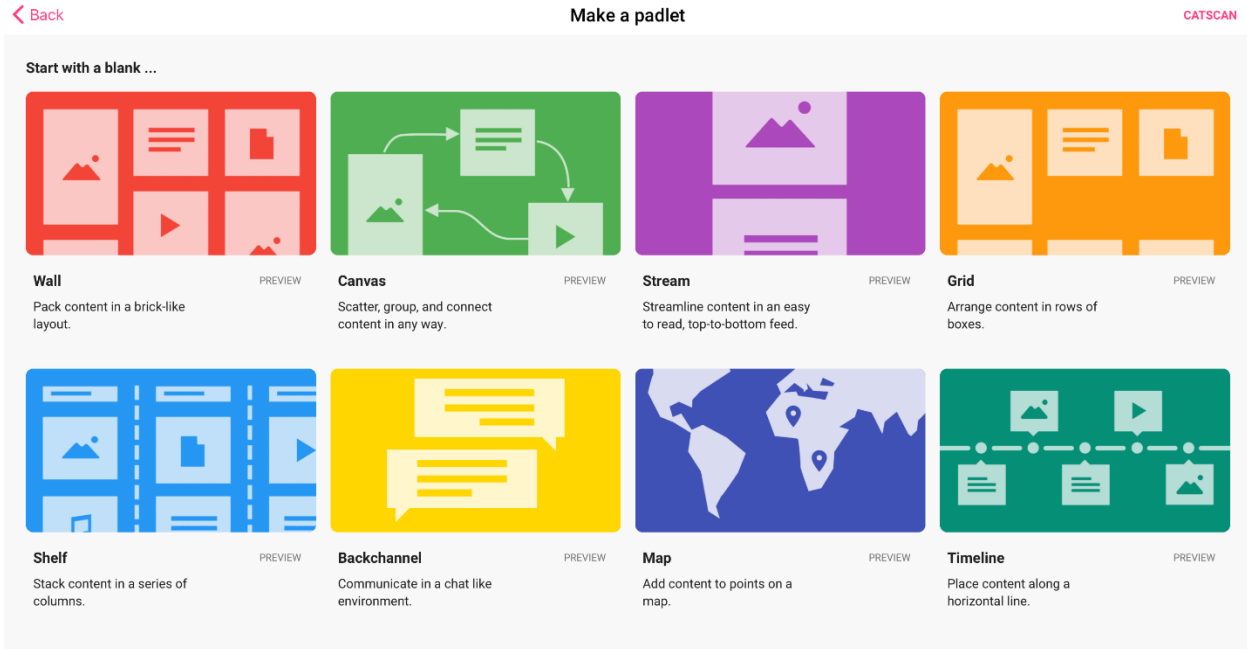 Back
Make a padlet
CATSCAN
Start with a blank ...
Wall
PREVIEW
Pack content in a brick-like
layout.
Canvas
PREVIEW
Scatter, group, and connect
content in any way.
Stream
PREVIEW
Streamline content in an easy
to read, top-to-bottom feed.
Grid
PREVIEW
Arrange content in rows of
boxes.
Shelf
PREVIEW
Stack content in a series of
columns.
Backchannel
PREVIEW
Communicate in a chat like
environment.
Map
PREVIEW
Add content to points on a
map.
Timeline
PREVIEW
Place content along a
horizontal line.